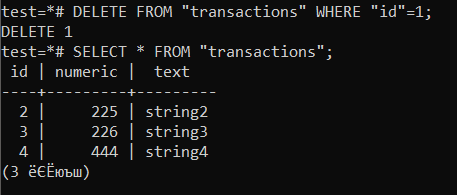 test=*# DELETE FROM "transactions" WHERE "id"=1;
DELETE 1
test=*# SELECT * FROM "transactions";
 id | numeric |  text
----+---------+---------
  2 |     225 | string2
  3 |     226 | string3
  4 |     444 | string4
(3 ёЄЁюъш)